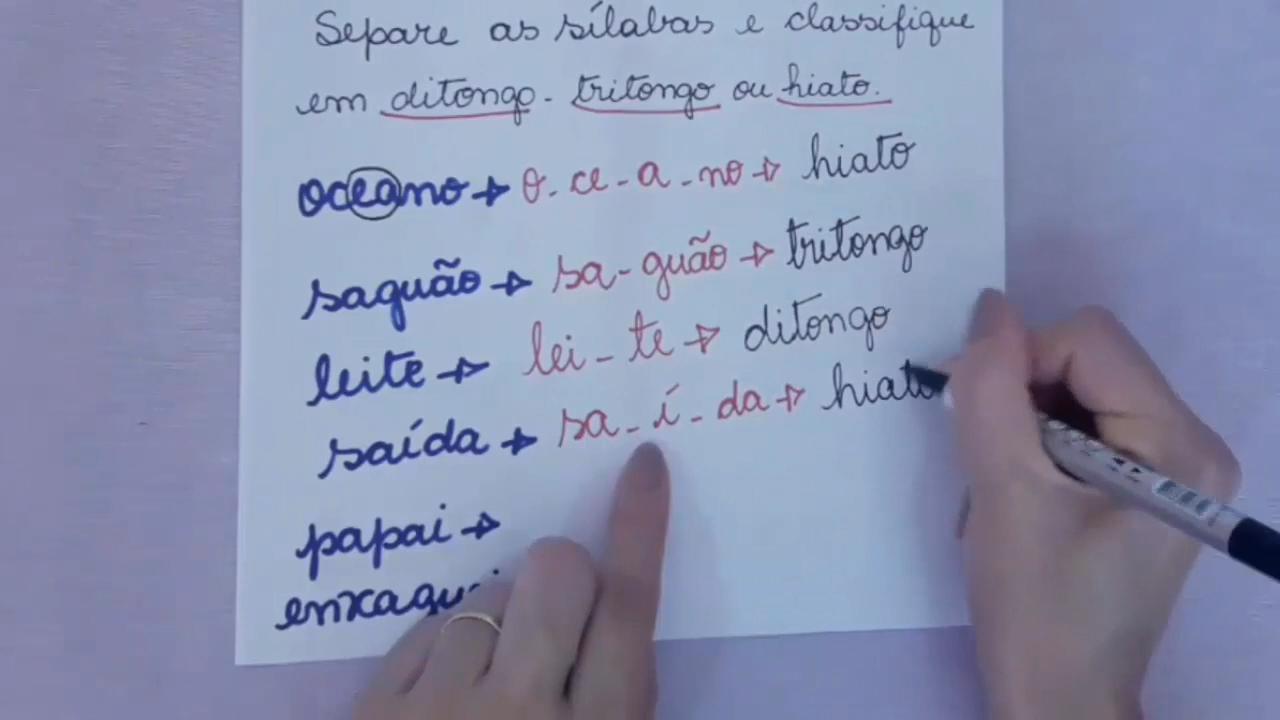 Separe as sílabas e classifique
em ditongo - tritongo ou hiato.
oceano → o - ce - a - no → hiato
saguão → sa - guão → tritongo
leite → lei - te → ditongo
saída → sa - í - da → hiato
papai →